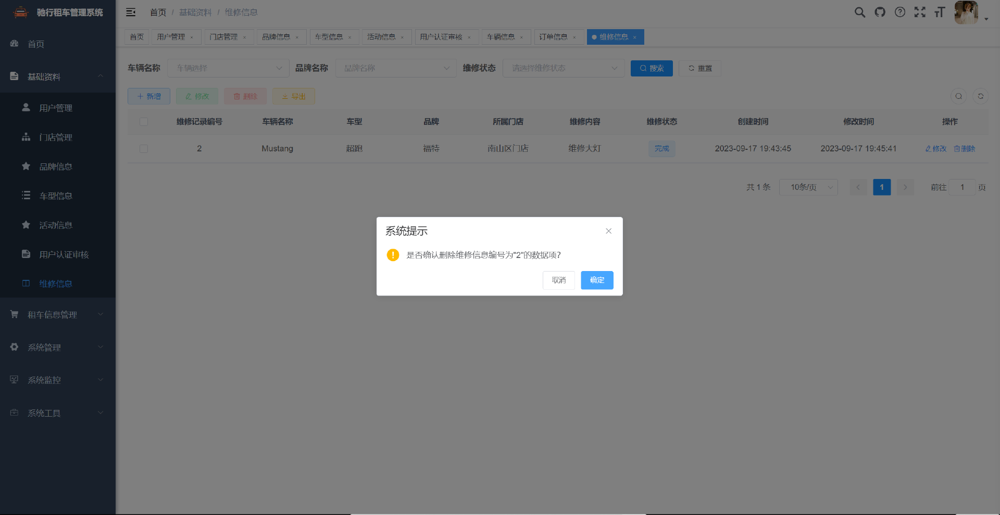 驰行租车管理系统
首页 / 基础资料 / 维修信息
首页
用户管理 ×
门店管理 ×
品牌信息 ×
车型信息 ×
活动信息 ×
用户认证审核 ×
车辆信息 ×
订单信息 ×
维修信息 ×
首页
基础资料
用户管理
门店管理
品牌信息
车型信息
活动信息
用户认证审核
维修信息
租车信息管理
系统管理
系统监控
系统工具
车辆名称 车辆选择 品牌名称 品牌名称 维修状态 请选择维修状态 搜索 重置
新增 修改 删除 导出
维修记录编号 车辆名称 车型 品牌 所属门店 维修内容 维修状态 创建时间 修改时间 操作
2 Mustang 超跑 福特 南山区门店 维修大灯 完成 2023-09-17 19:43:45 2023-09-17 19:45:41 修改 删除
共 1 条 10条/页 1 前往 1 页
系统提示
是否确认删除维修信息编号为"2"的数据项?
取消 确定